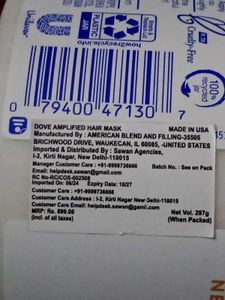 Unilever
PLASTIC JAR
how2recycle.info
Cruelty-Free
100%
0 79400 47130 7
DOVE AMPLIFIED HAIR MASK MADE IN USA
Manufactured By : AMERICAN BLEND AND FILLING-35505
BRICHWOOD DRIVE, WAUKECAN, IL 60085, -UNITED STATES
Imported & Distributed By : Sawan Agencies,
I-2, Kirti Nagar, New Delhi-110015
Manager Customer Care : +91-9999736666
Batch No. : See on Pack
Email: helpdesk.sawan@gmail.com
RC No-RC/COS-002508
Imported On: 06/24 Expiry Date: 10/27
Customer Care : +91-9999736666
Customer Care Address : I-2, Kirti Nagar New Delhi-110015
Customer Care Email: helpdesk.sawan@gamil.com
MRP: Rs. 899.00 Net Vol. 297g
(incl. of all taxes) (When Packed)